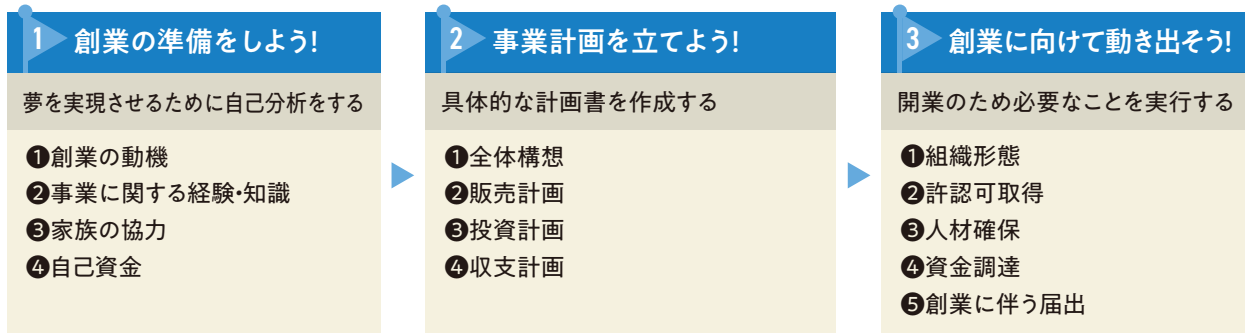 1 創業の準備をしよう!
夢を実現させるために自己分析をする
❶創業の動機
❷事業に関する経験・知識
❸家族の協力
❹自己資金
2 事業計画を立てよう!
具体的な計画書を作成する
❶全体構想
❷販売計画
❸投資計画
❹収支計画
3 創業に向けて動き出そう!
開業のため必要なことを実行する
❶組織形態
❷許認可取得
❸人材確保
❹資金調達
❺創業に伴う届出